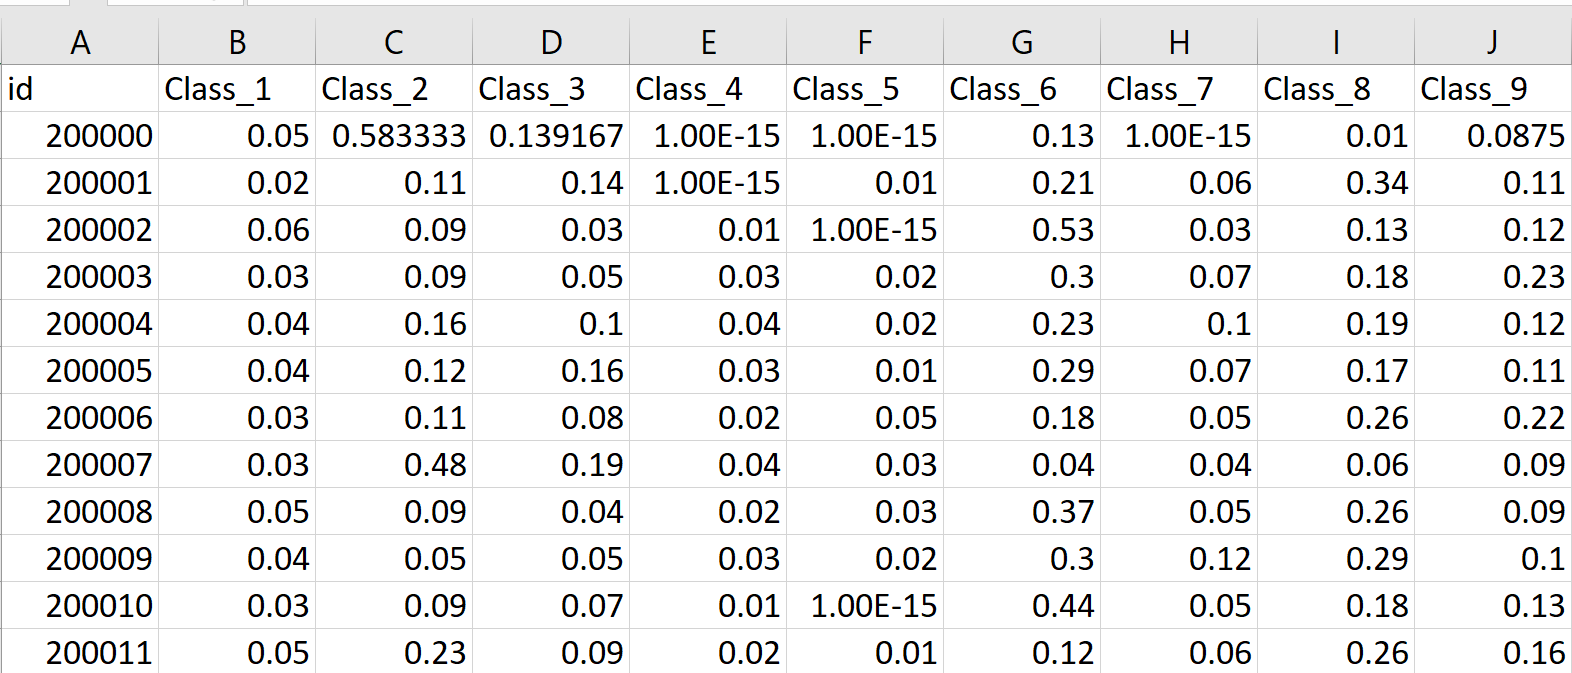 A B C D E F G H I J
id Class_1 Class_2 Class_3 Class_4 Class_5 Class_6 Class_7 Class_8 Class_9
200000 0.05 0.583333 0.139167 1.00E-15 1.00E-15 0.13 1.00E-15 0.01 0.0875
200001 0.02 0.11 0.14 1.00E-15 0.01 0.21 0.06 0.34 0.11
200002 0.06 0.09 0.03 0.01 1.00E-15 0.53 0.03 0.13 0.12
200003 0.03 0.09 0.05 0.03 0.02 0.3 0.07 0.18 0.23
200004 0.04 0.16 0.1 0.04 0.02 0.23 0.1 0.19 0.12
200005 0.04 0.12 0.16 0.03 0.01 0.29 0.07 0.17 0.11
200006 0.03 0.11 0.08 0.02 0.05 0.18 0.05 0.26 0.22
200007 0.03 0.48 0.19 0.04 0.03 0.04 0.04 0.06 0.09
200008 0.05 0.09 0.04 0.02 0.03 0.37 0.05 0.26 0.09
200009 0.04 0.05 0.05 0.03 0.02 0.3 0.12 0.29 0.1
200010 0.03 0.09 0.07 0.01 1.00E-15 0.44 0.05 0.18 0.13
200011 0.05 0.23 0.09 0.02 0.01 0.12 0.06 0.26 0.16